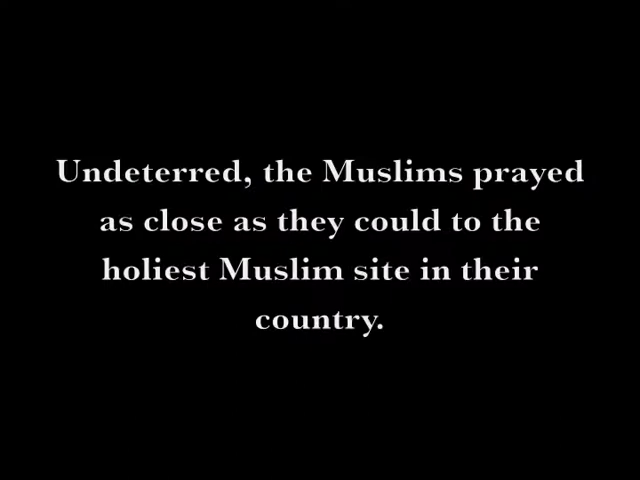 Undeterred, the Muslims prayed
as close as they could to the
holiest Muslim site in their
country.